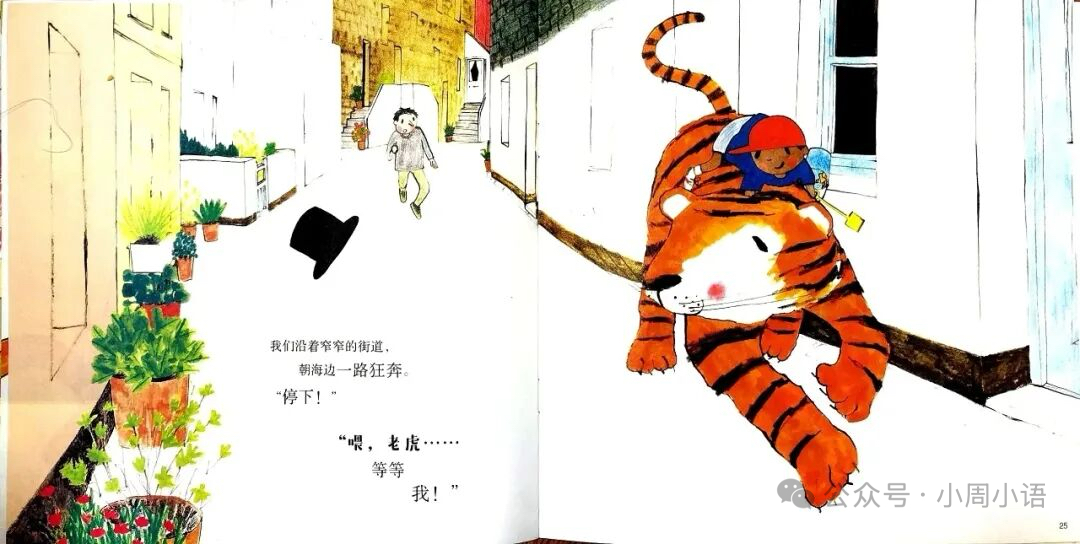 我们沿着窄窄的街道，
朝海边一路狂奔。
“停下！”
“喂，老虎……
等等
我！”
公众号·小周小语
25